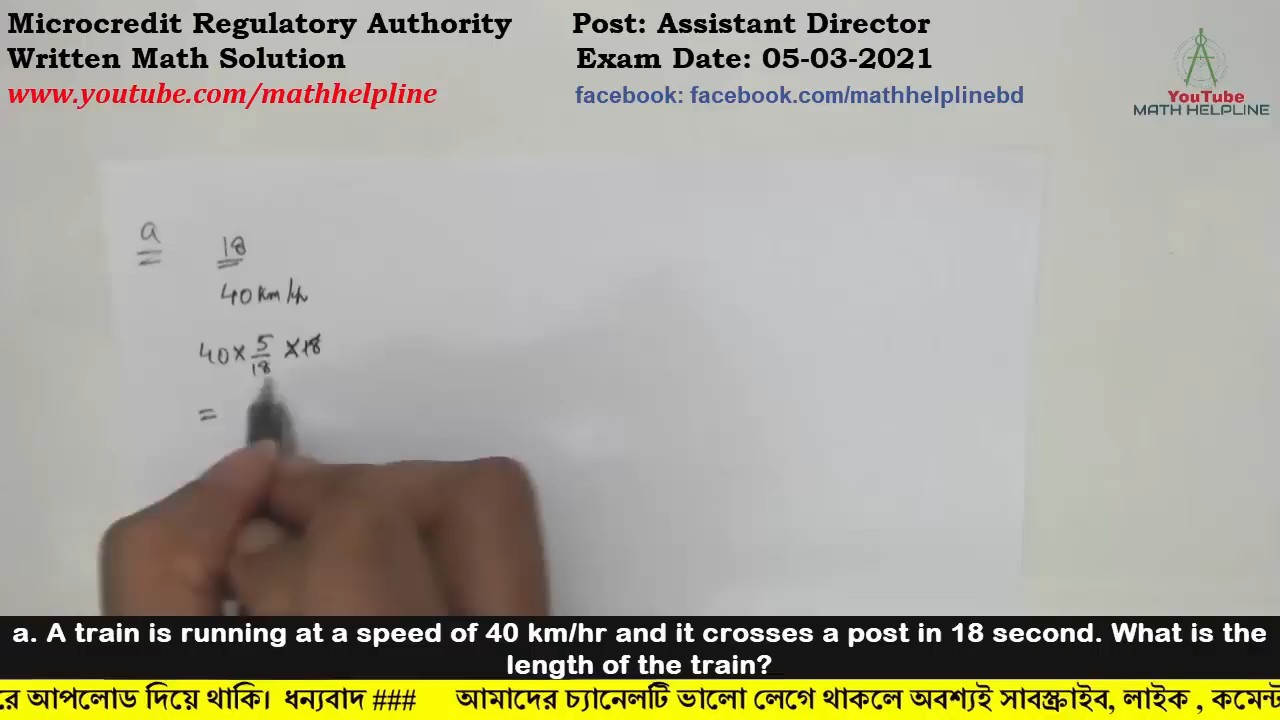 Microcredit Regulatory Authority
Post: Assistant Director
Written Math Solution
Exam Date: 05-03-2021
www.youtube.com/mathhelpline
facebook: facebook.com/mathhelplinebd
YouTube
MATH HELPLINE
a
18
40 km/h
40 × 5/18 × 18
=
a. A train is running at a speed of 40 km/hr and it crosses a post in 18 second. What is the
length of the train?
রে আপলোড দিয়ে থাকি। ধন্যবাদ ### আমাদের চ্যানেলটি ভালো লেগে থাকলে অবশ্যই সাবস্ক্রাইব, লাইক , কমেন্ট